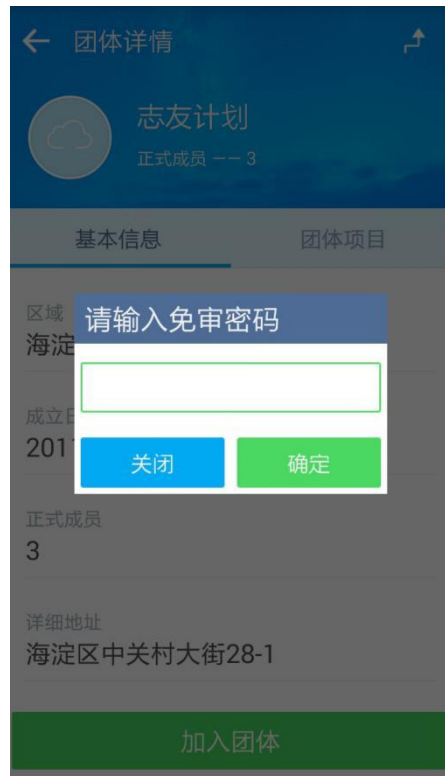 团体详情
志友计划
正式成员 —— 3
基本信息
团体项目
区域
海淀
请输入免审密码
成立
2011
关闭
确定
正式成员
3
详细地址
海淀区中关村大街28-1
加入团体